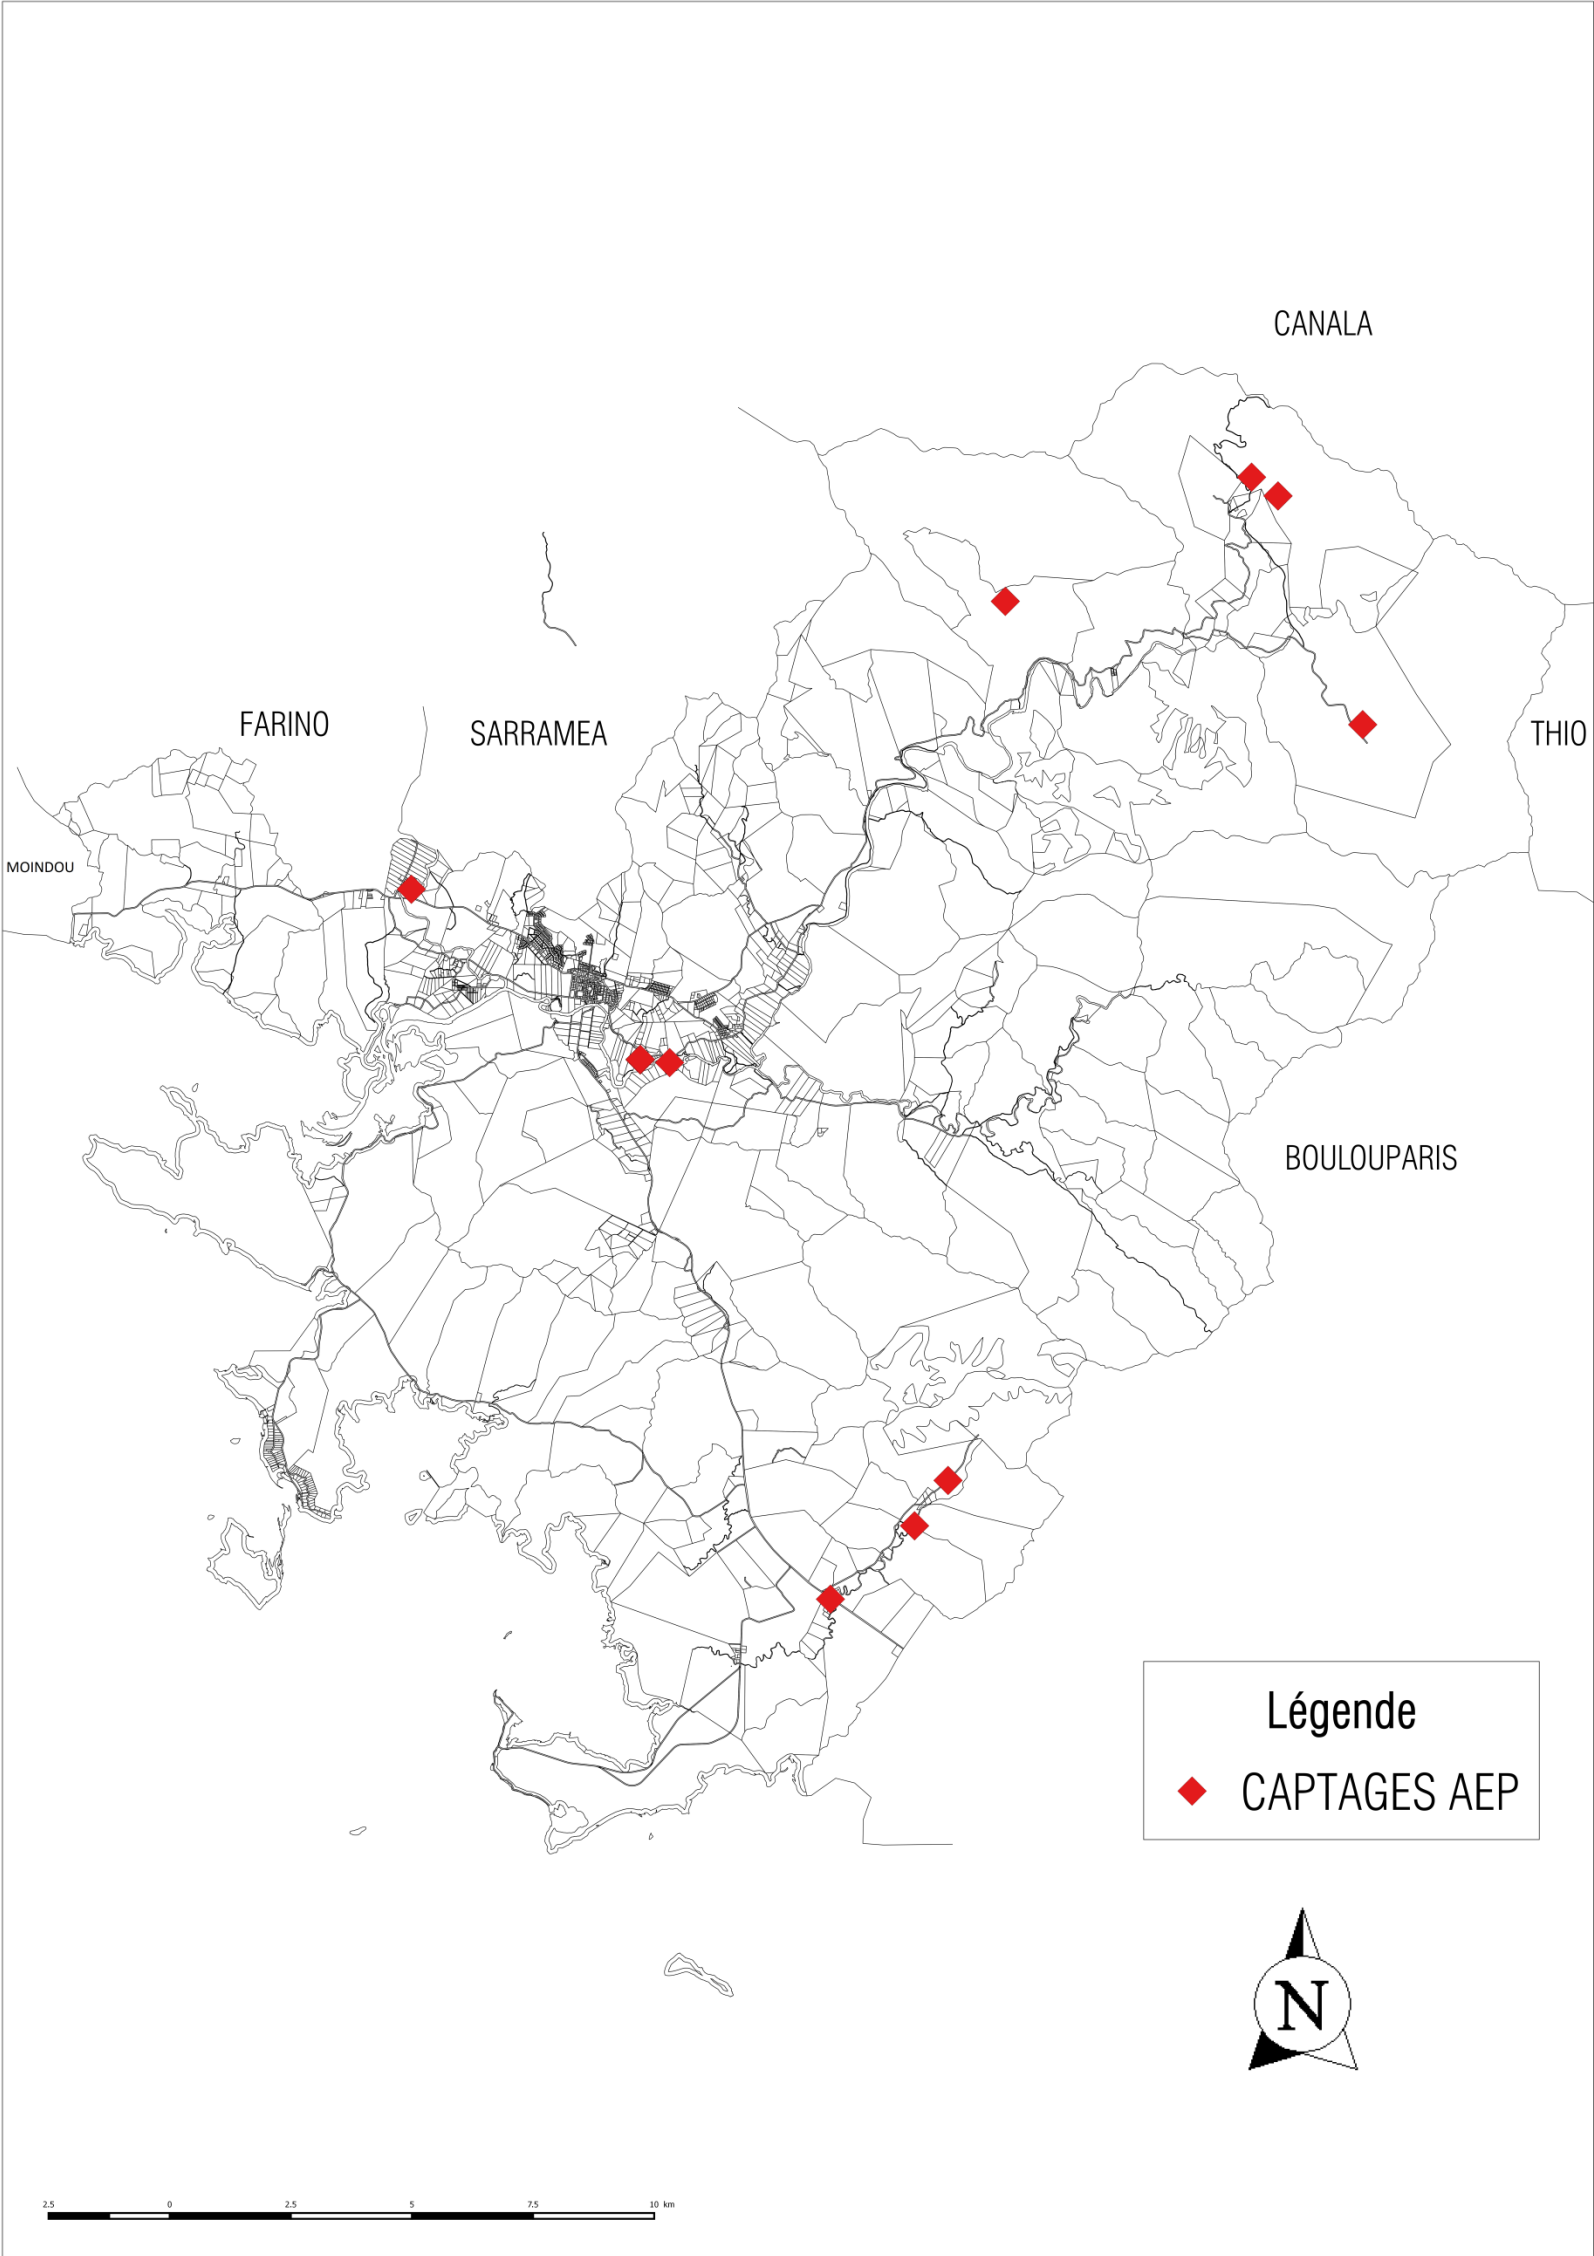 CANALA
FARINO
SARRAMEA
THIO
MOINDOU
BOULOUPARIS
Légende
CAPTAGES AEP
N
2.5 0 2.5 5 7.5 10 km